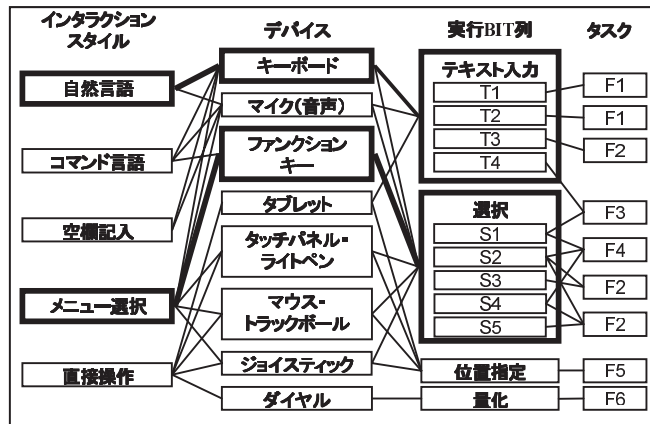 インタラクション
スタイル
デバイス
実行BIT列
タスク
自然言語
コマンド言語
空欄記入
メニュー選択
直接操作
キーボード
マイク(音声)
ファンクション
キー
タブレット
タッチパネル・
ライトペン
マウス・
トラックボール
ジョイスティック
ダイヤル
テキスト入力
T1
T2
T3
T4
選択
S1
S2
S3
S4
S5
位置指定
量化
F1
F1
F2
F3
F4
F2
F2
F5
F6